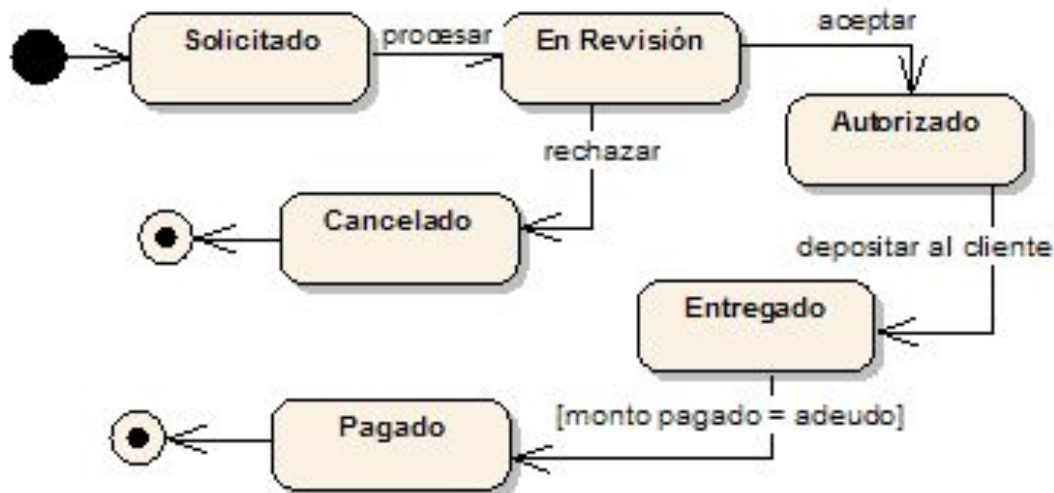 Solicitado
procesar
En Revisión
aceptar
Autorizado
rechazar
Cancelado
depositar al cliente
Entregado
[monto pagado = adeudo]
Pagado